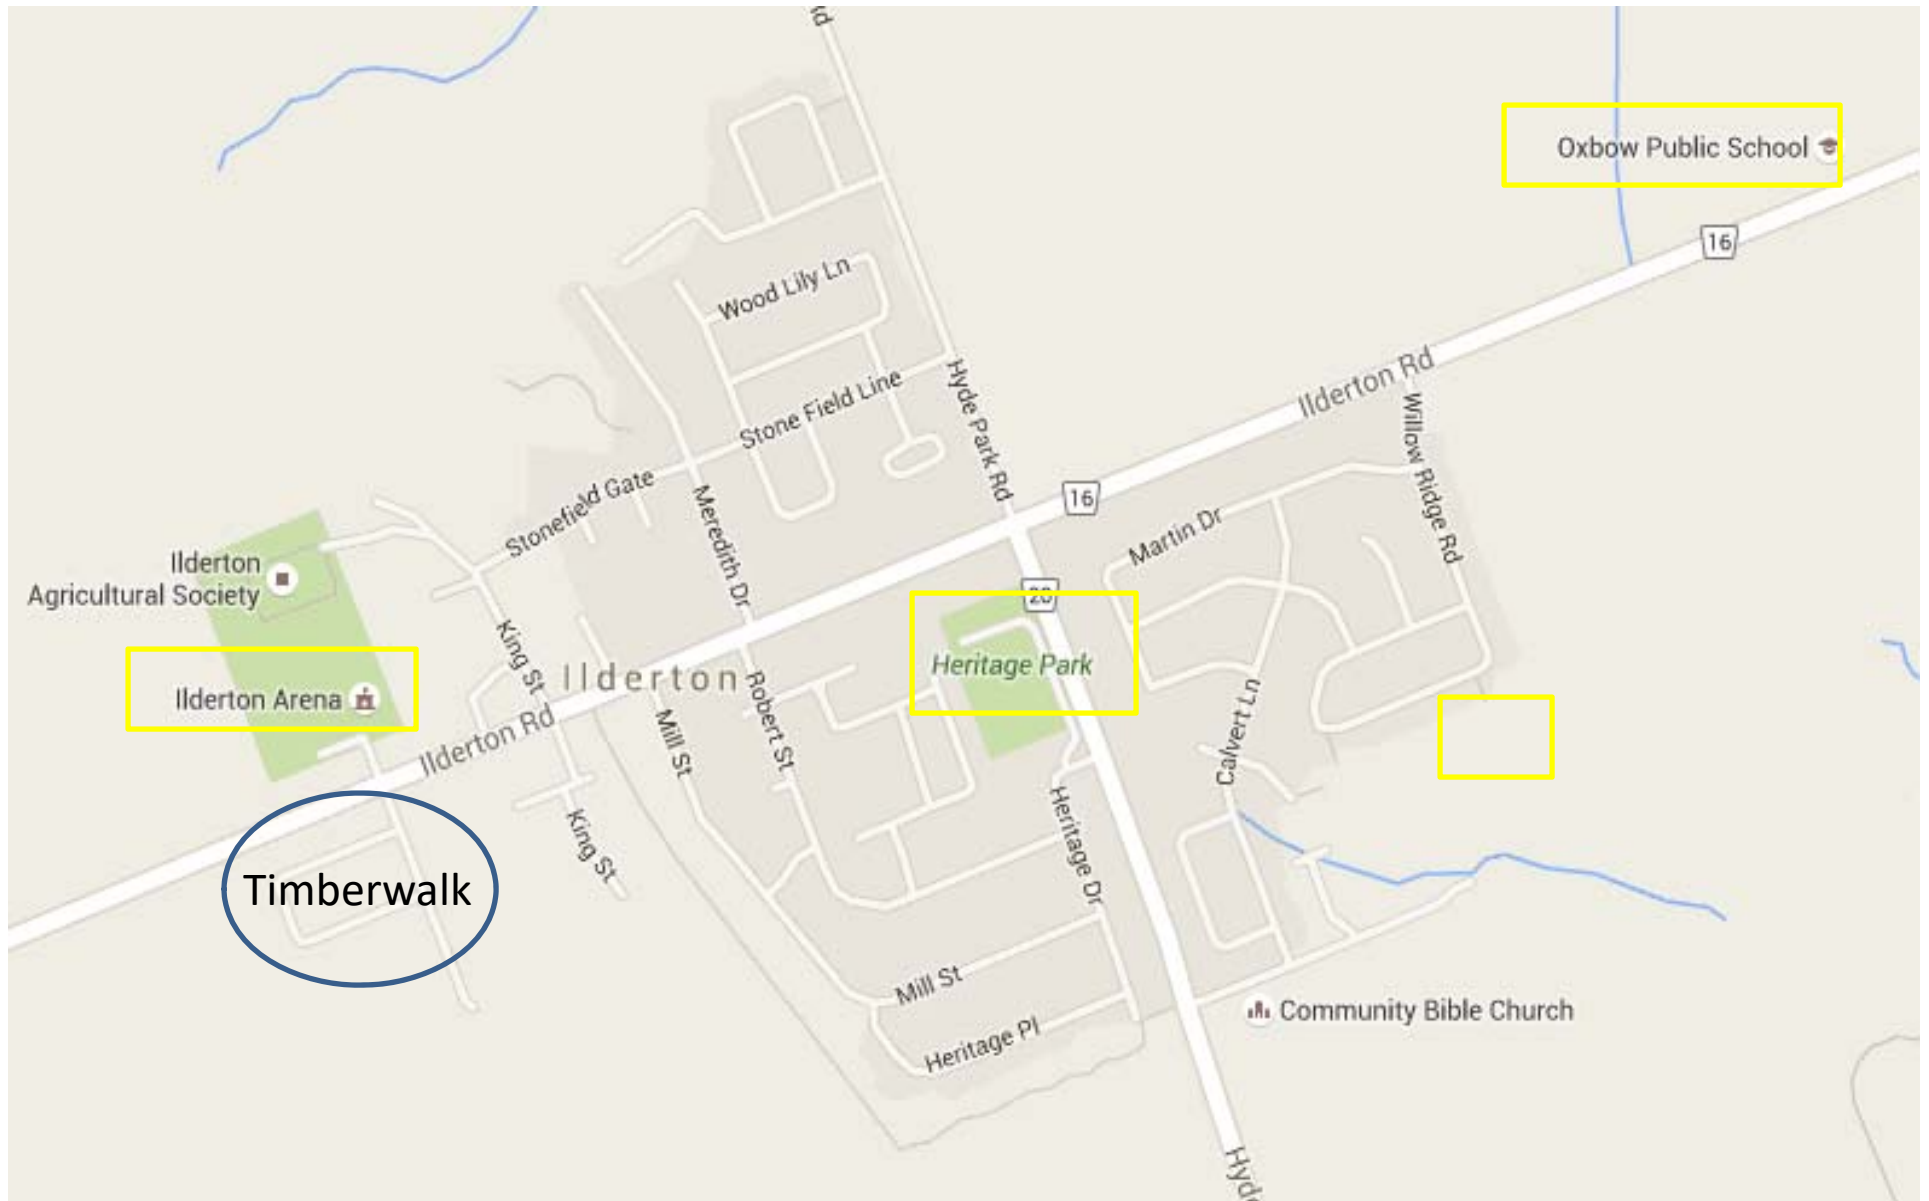 Rd
Oxbow Public School
16
Wood Lily Ln
Ilderton Rd
Hyde Park Rd
Willow Ridge Rd
Stone Field Line
Stonefield Gate
Meredith Dr
16
Martin Dr
Ilderton
Agricultural Society
20
King St
Ilderton
Heritage Park
Ilderton Arena
Robert St
Ilderton Rd
Mill St
Calvert Ln
King St
Heritage Dr
Timberwalk
Mill St
Community Bible Church
Heritage Pl
Hyde